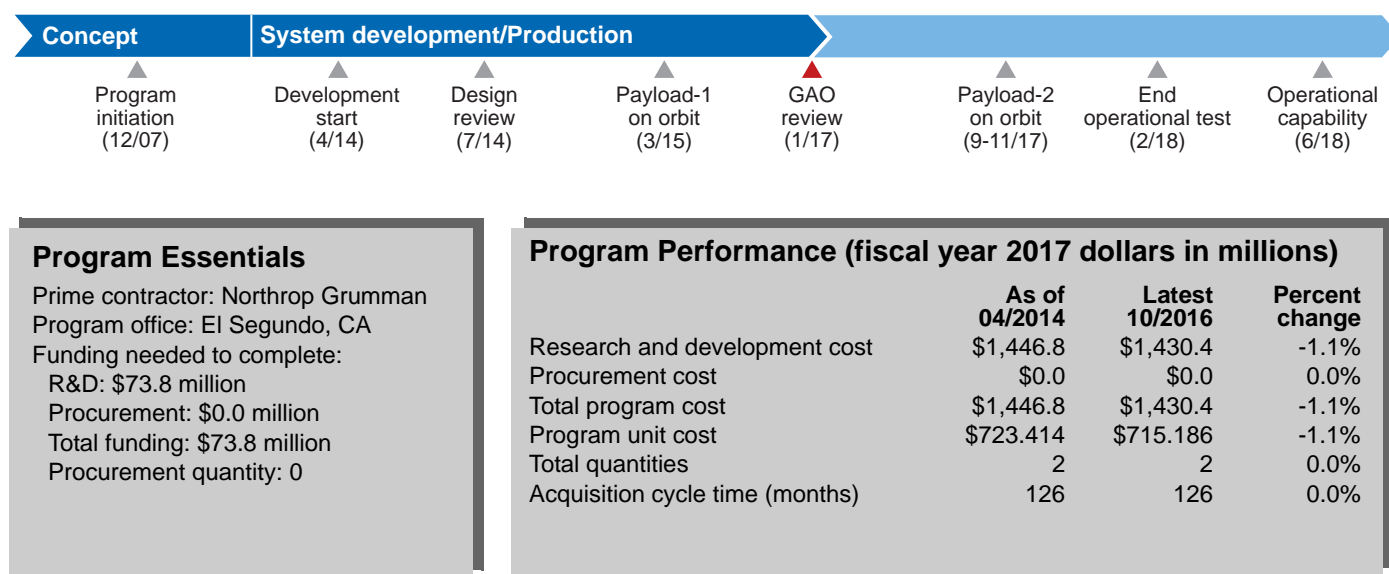 Concept
System development/Production
Program
initiation
(12/07)
Development
start
(4/14)
Design
review
(7/14)
Payload-1
on orbit
(3/15)
GAO
review
(1/17)
Payload-2
on orbit
(9-11/17)
End
operational test
(2/18)
Operational
capability
(6/18)
Program Essentials
Prime contractor: Northrop Grumman
Program office: El Segundo, CA
Funding needed to complete:
R&D: $73.8 million
Procurement: $0.0 million
Total funding: $73.8 million
Procurement quantity: 0
Program Performance (fiscal year 2017 dollars in millions)
As of Latest Percent
04/2014 10/2016 change
Research and development cost $1,446.8 $1,430.4 -1.1%
Procurement cost $0.0 $0.0 0.0%
Total program cost $1,446.8 $1,430.4 -1.1%
Program unit cost $723.414 $715.186 -1.1%
Total quantities 2 2 0.0%
Acquisition cycle time (months) 126 126 0.0%